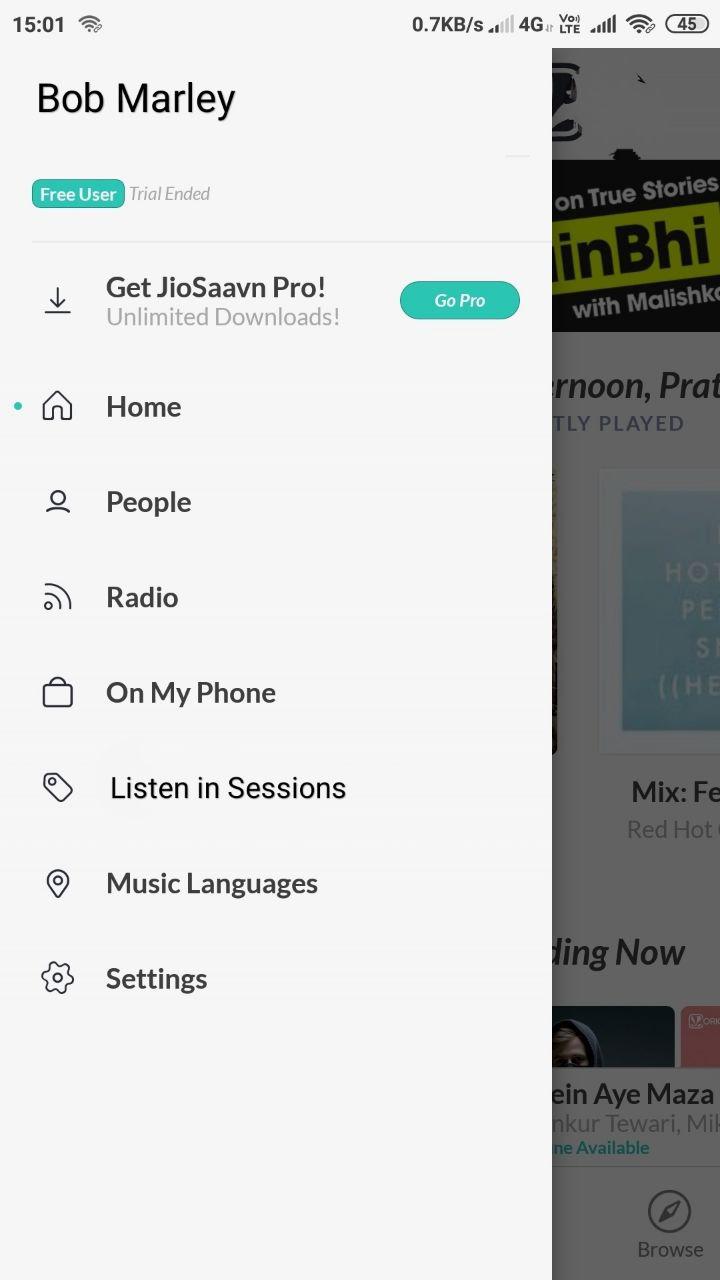 15:01 0.7KB/s 4G Vo) LTE 45
Bob Marley
Free User Trial Ended
Get JioSaavn Pro!
Unlimited Downloads!
Go Pro
Home
People
Radio
On My Phone
Listen in Sessions
Music Languages
Settings
on True Stories
inBhi
with Malishka
ernoon, Prat
TLY PLAYED
HOT
PE
S
((HE
Mix: Fe
Red Hot
ding Now
ein Aye Maza
nkur Tewari, Mik
ne Available
Browse